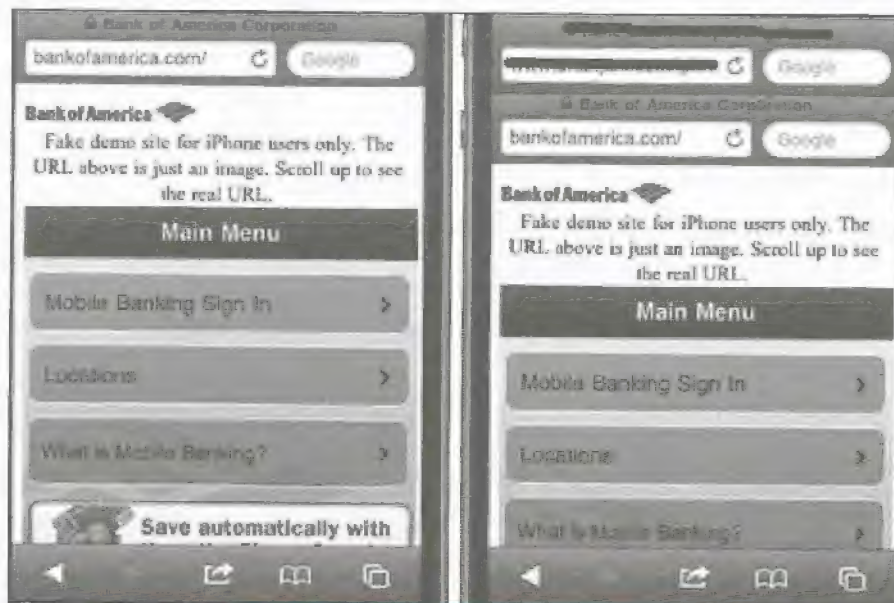 Bank of America Corporation
bankofamerica.com/
Google
Bank of America
Fake demo site for iPhone users only. The
URL above is just an image. Scroll up to see
the real URL.
Main Menu
Mobile Banking Sign In
Locations
What is Mobile Banking?
Save automatically with
Google
Bank of America Corporation
bankofamerica.com/
Google
Bank of America
Fake demo site for iPhone users only. The
URL above is just an image. Scroll up to see
the real URL.
Main Menu
Mobile Banking Sign In
Locations
What is Mobile Banking?